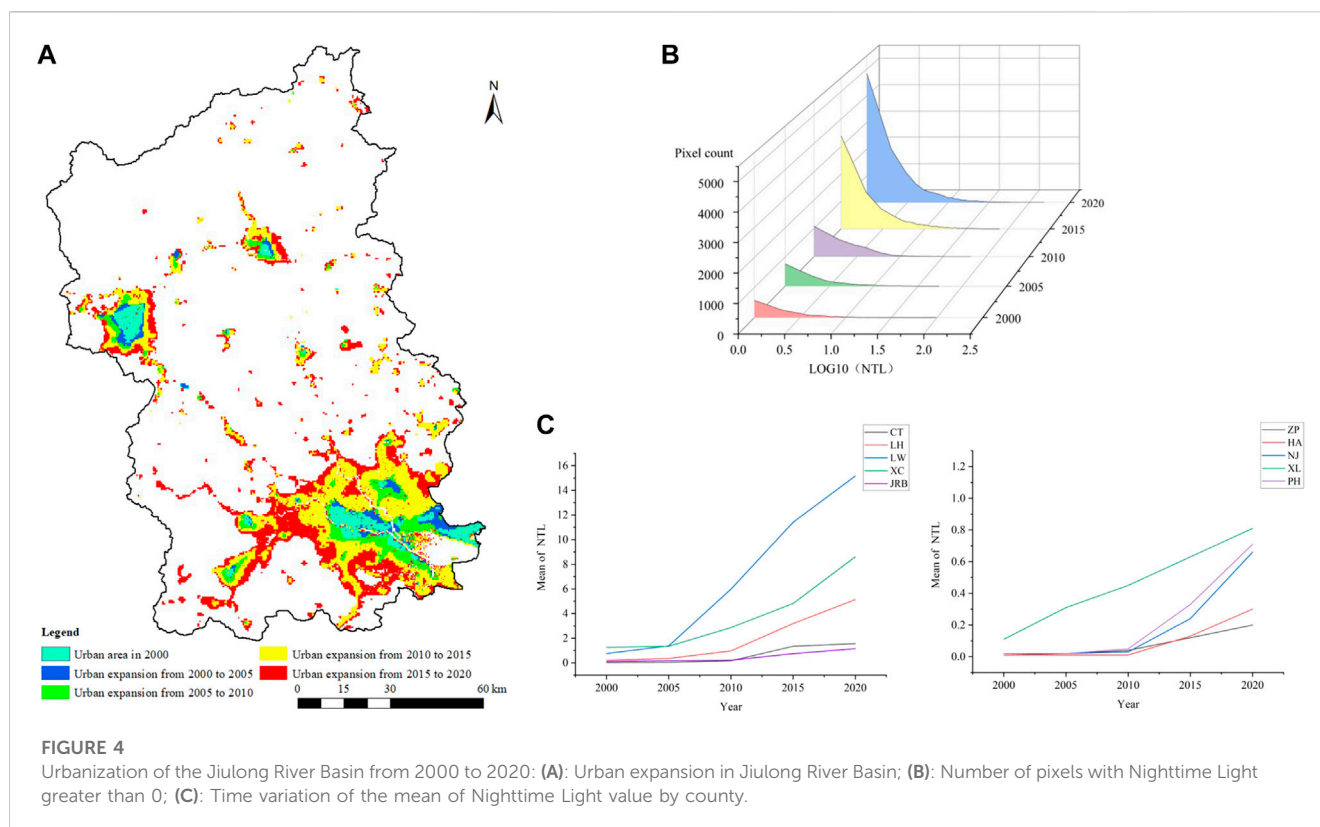 A
N
Legend
Urban area in 2000
Urban expansion from 2000 to 2005
Urban expansion from 2005 to 2010
Urban expansion from 2010 to 2015
Urban expansion from 2015 to 2020
0 15 30 60 km
B
Pixel count
5000
4000
3000
2000
1000
0
0.0 0.5 1.0 1.5 2.0 2.5
LOG10（NTL）
2000
2005
2010
2015
2020
C
CT
LH
LW
XC
JRB
Mean of NTL
16
14
12
10
8
6
4
2
0
2000 2005 2010 2015 2020
Year
ZP
HA
NJ
XL
PH
Mean of NTL
1.2
1.0
0.8
0.6
0.4
0.2
0.0
2000 2005 2010 2015 2020
Year
FIGURE 4
Urbanization of the Jiulong River Basin from 2000 to 2020: (A): Urban expansion in Jiulong River Basin; (B): Number of pixels with Nighttime Light
greater than 0; (C): Time variation of the mean of Nighttime Light value by county.